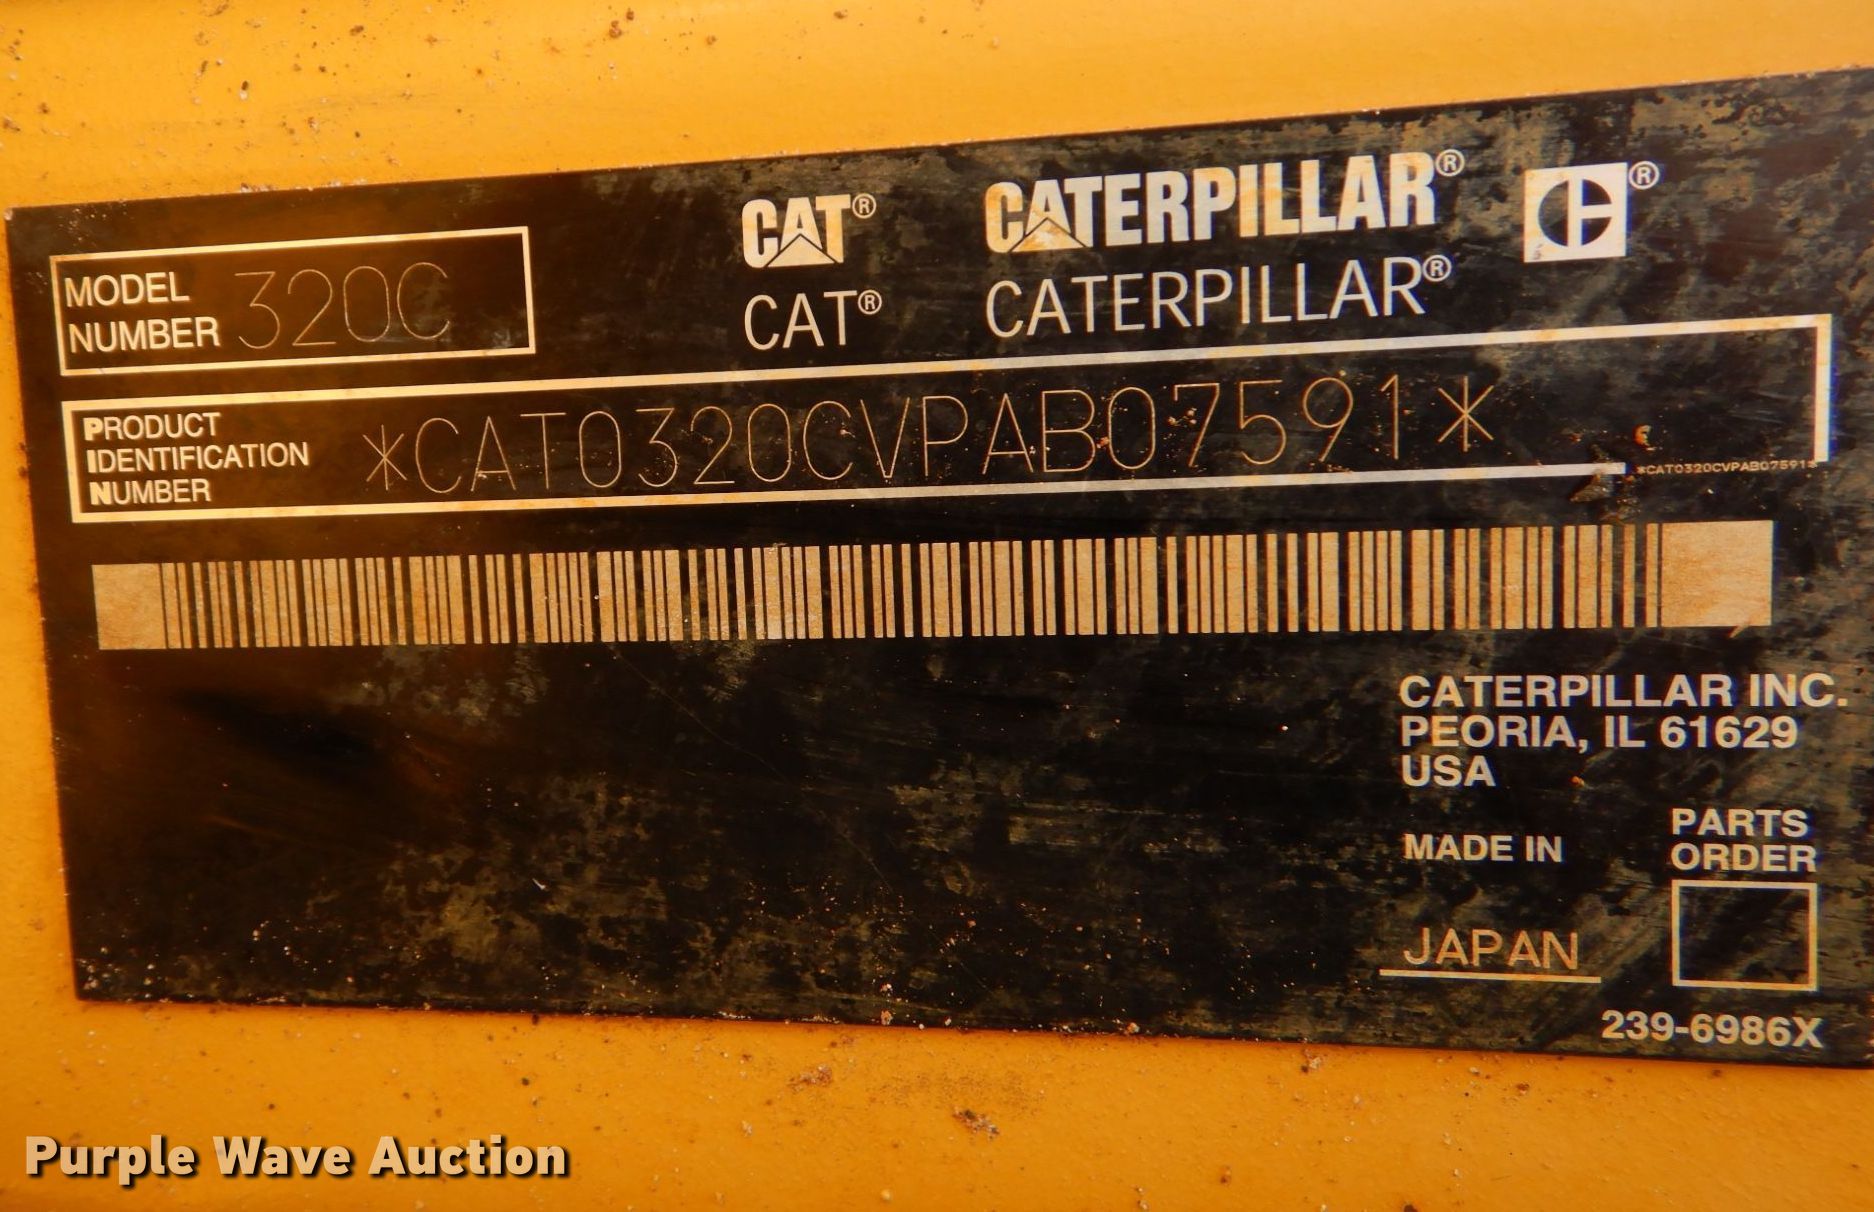 CAT® CATERPILLAR® ®
CAT® CATERPILLAR®
MODEL
NUMBER 320C
PRODUCT
IDENTIFICATION
NUMBER
*CAT0320CVPAB07591*
*CAT0320CVPAB07591*
CATERPILLAR INC.
PEORIA, IL 61629
USA
MADE IN
JAPAN
PARTS
ORDER
239-6986X
Purple Wave Auction